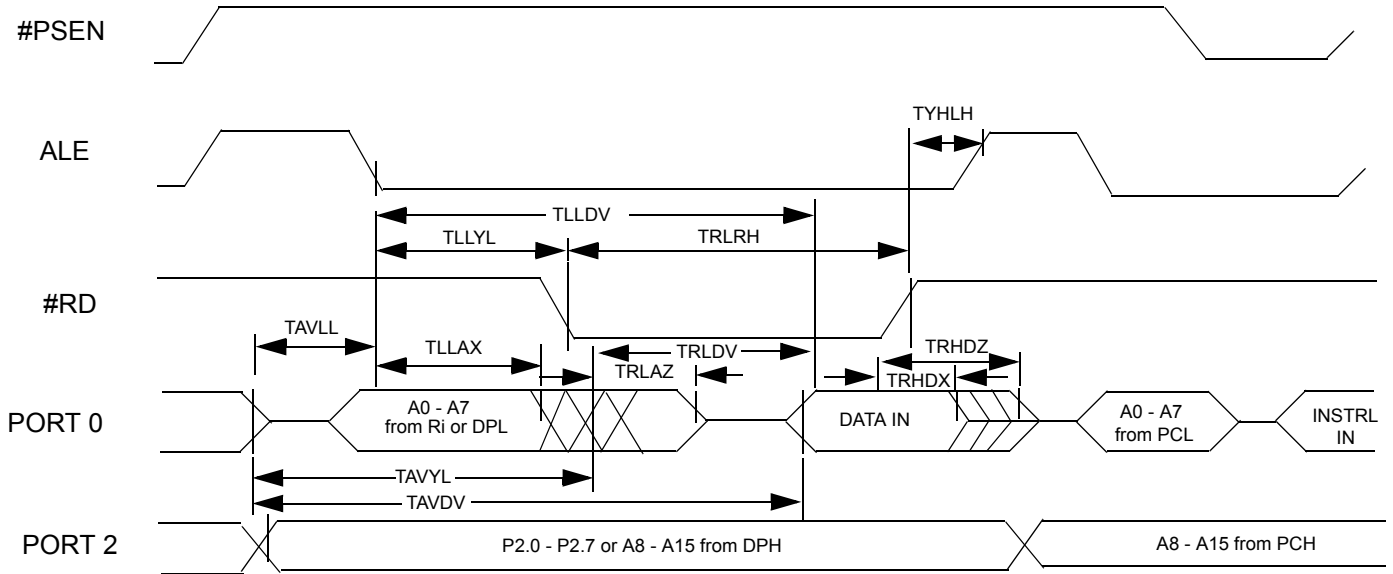 #PSEN
TYHLH
ALE
TLLDV
TLLYL
TRLRH
#RD
TAVLL
TLLAX
TRLDV
TRHDZ
TRLAZ
TRHDX
PORT 0
A0 - A7
from Ri or DPL
DATA IN
A0 - A7
from PCL
INSTRL
IN
TAVYL
TAVDV
PORT 2
P2.0 - P2.7 or A8 - A15 from DPH
A8 - A15 from PCH